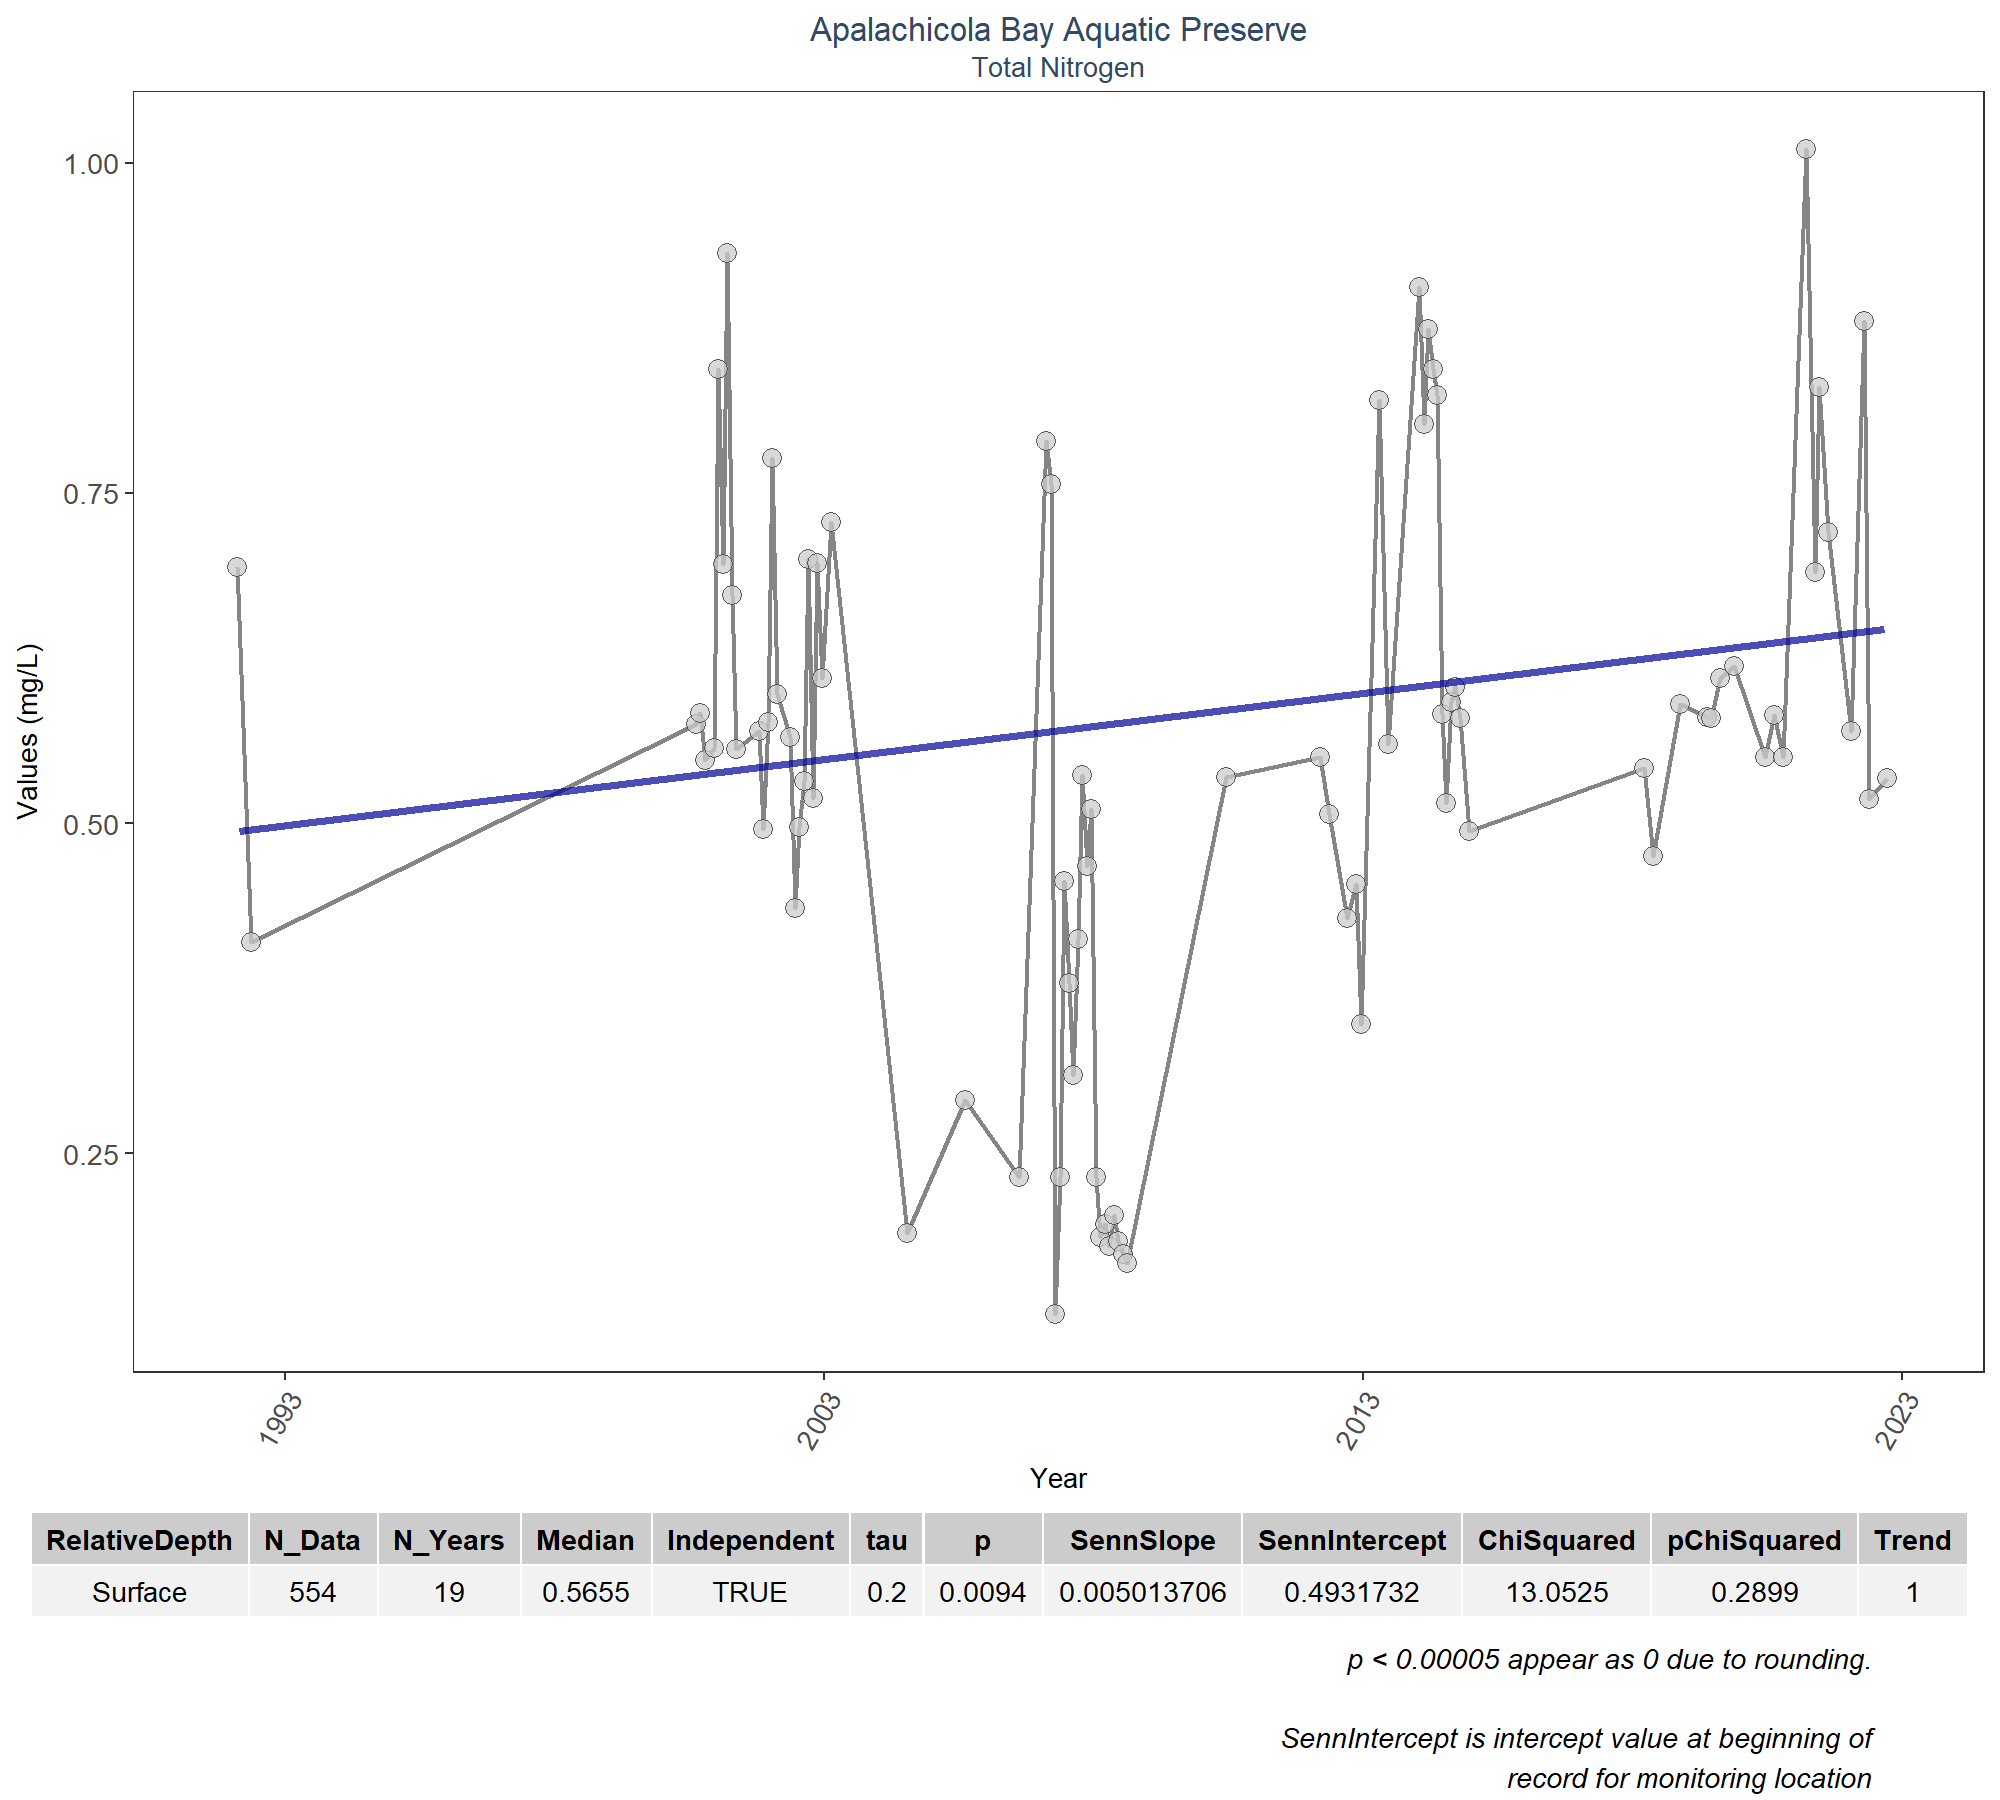 Apalachicola Bay Aquatic Preserve
Total Nitrogen
1.00
0.75
0.50
0.25
Values (mg/L)
1993
2003
2013
2023
Year
RelativeDepth N_Data N_Years Median Independent tau p SennSlope SennIntercept ChiSquared pChiSquared Trend
Surface 554 19 0.5655 TRUE 0.2 0.0094 0.005013706 0.4931732 13.0525 0.2899 1
p < 0.00005 appear as 0 due to rounding.
SennIntercept is intercept value at beginning of
record for monitoring location